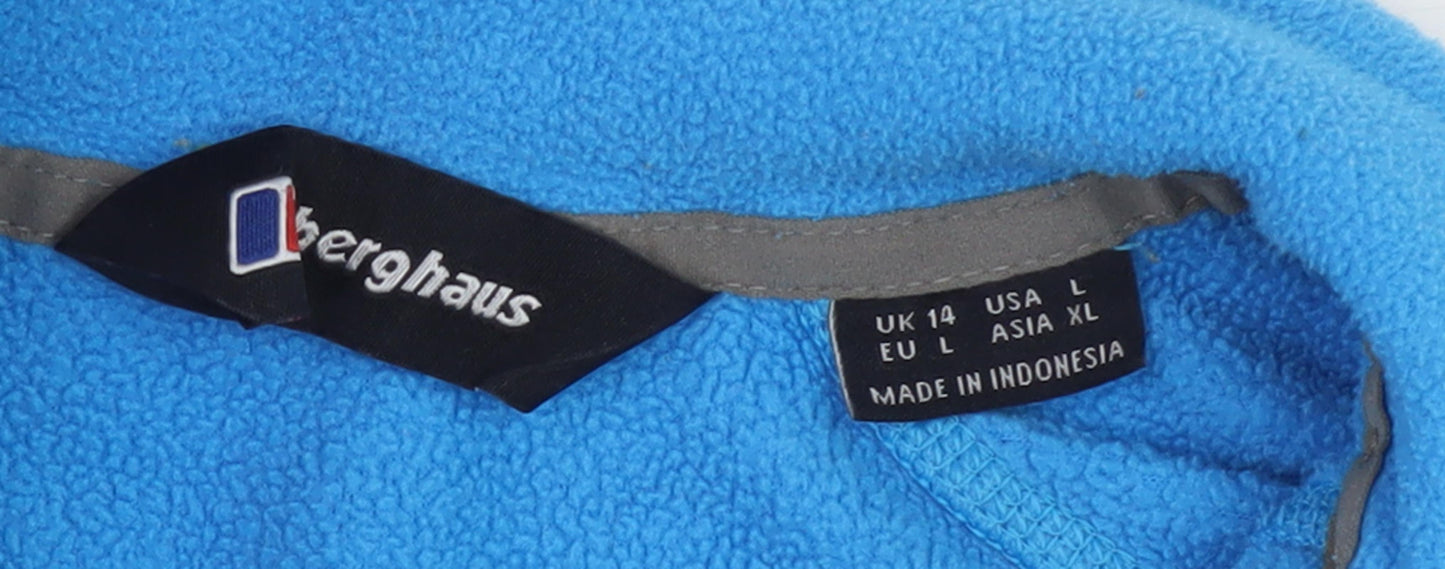 berghaus
UK 14 USA L
EU L ASIA XL
MADE IN INDONESIA